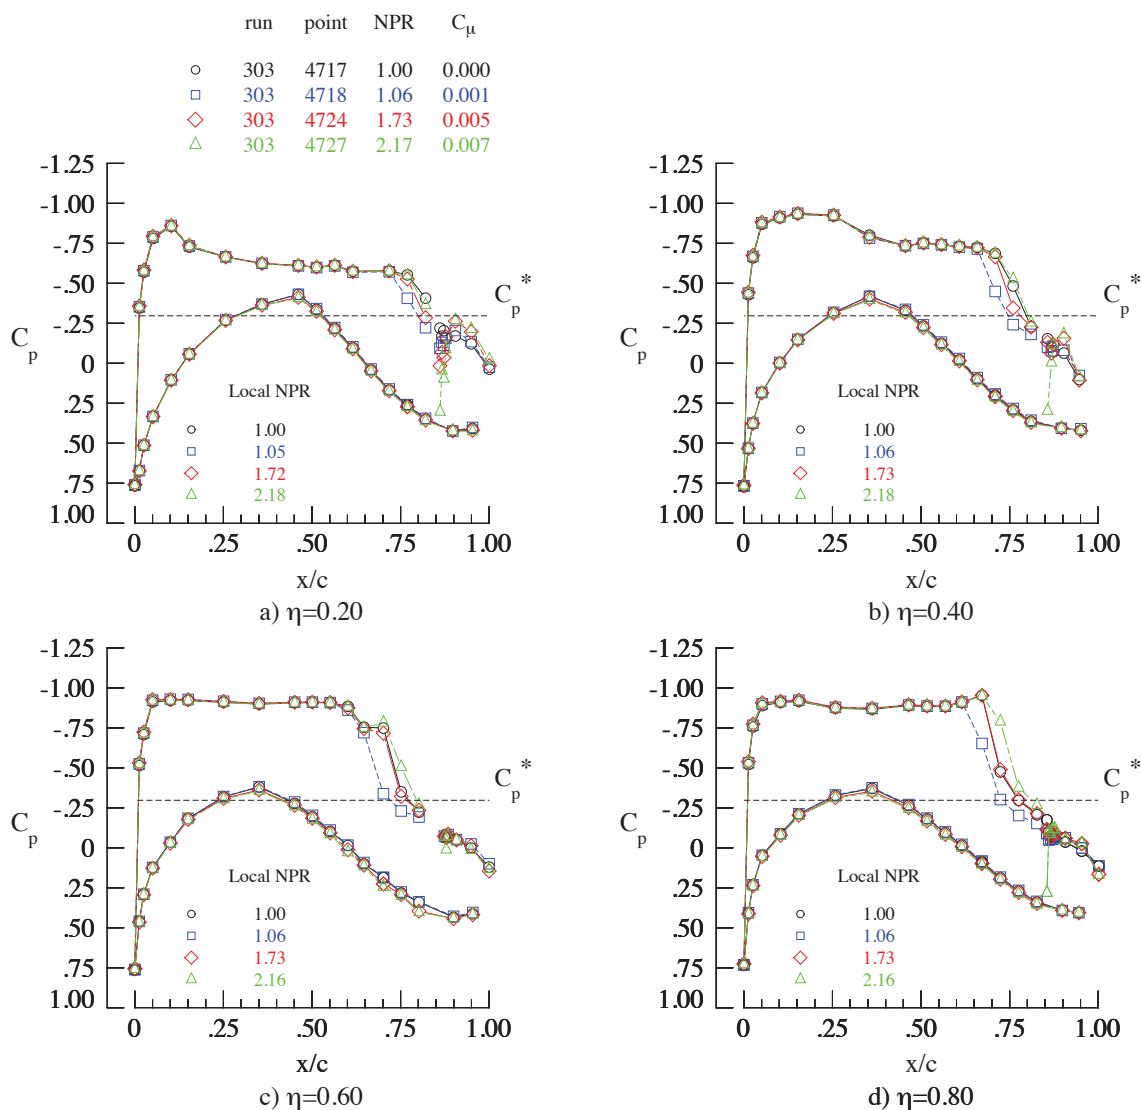 run point NPR Cμ
303 4717 1.00 0.000
303 4718 1.06 0.001
303 4724 1.73 0.005
303 4727 2.17 0.007
-1.25
-1.00
-.75
-.50
-.25
0
.25
.50
.75
1.00
Cp
Cp*
Local NPR
1.00
1.05
1.72
2.18
0 .25 .50 .75 1.00
x/c
a) η=0.20
-1.25
-1.00
-.75
-.50
-.25
0
.25
.50
.75
1.00
Cp
Cp*
Local NPR
1.00
1.06
1.73
2.18
0 .25 .50 .75 1.00
x/c
b) η=0.40
-1.25
-1.00
-.75
-.50
-.25
0
.25
.50
.75
1.00
Cp
Cp*
Local NPR
1.00
1.06
1.73
2.16
0 .25 .50 .75 1.00
x/c
c) η=0.60
-1.25
-1.00
-.75
-.50
-.25
0
.25
.50
.75
1.00
Cp
Cp*
Local NPR
1.00
1.06
1.73
2.16
0 .25 .50 .75 1.00
x/c
d) η=0.80